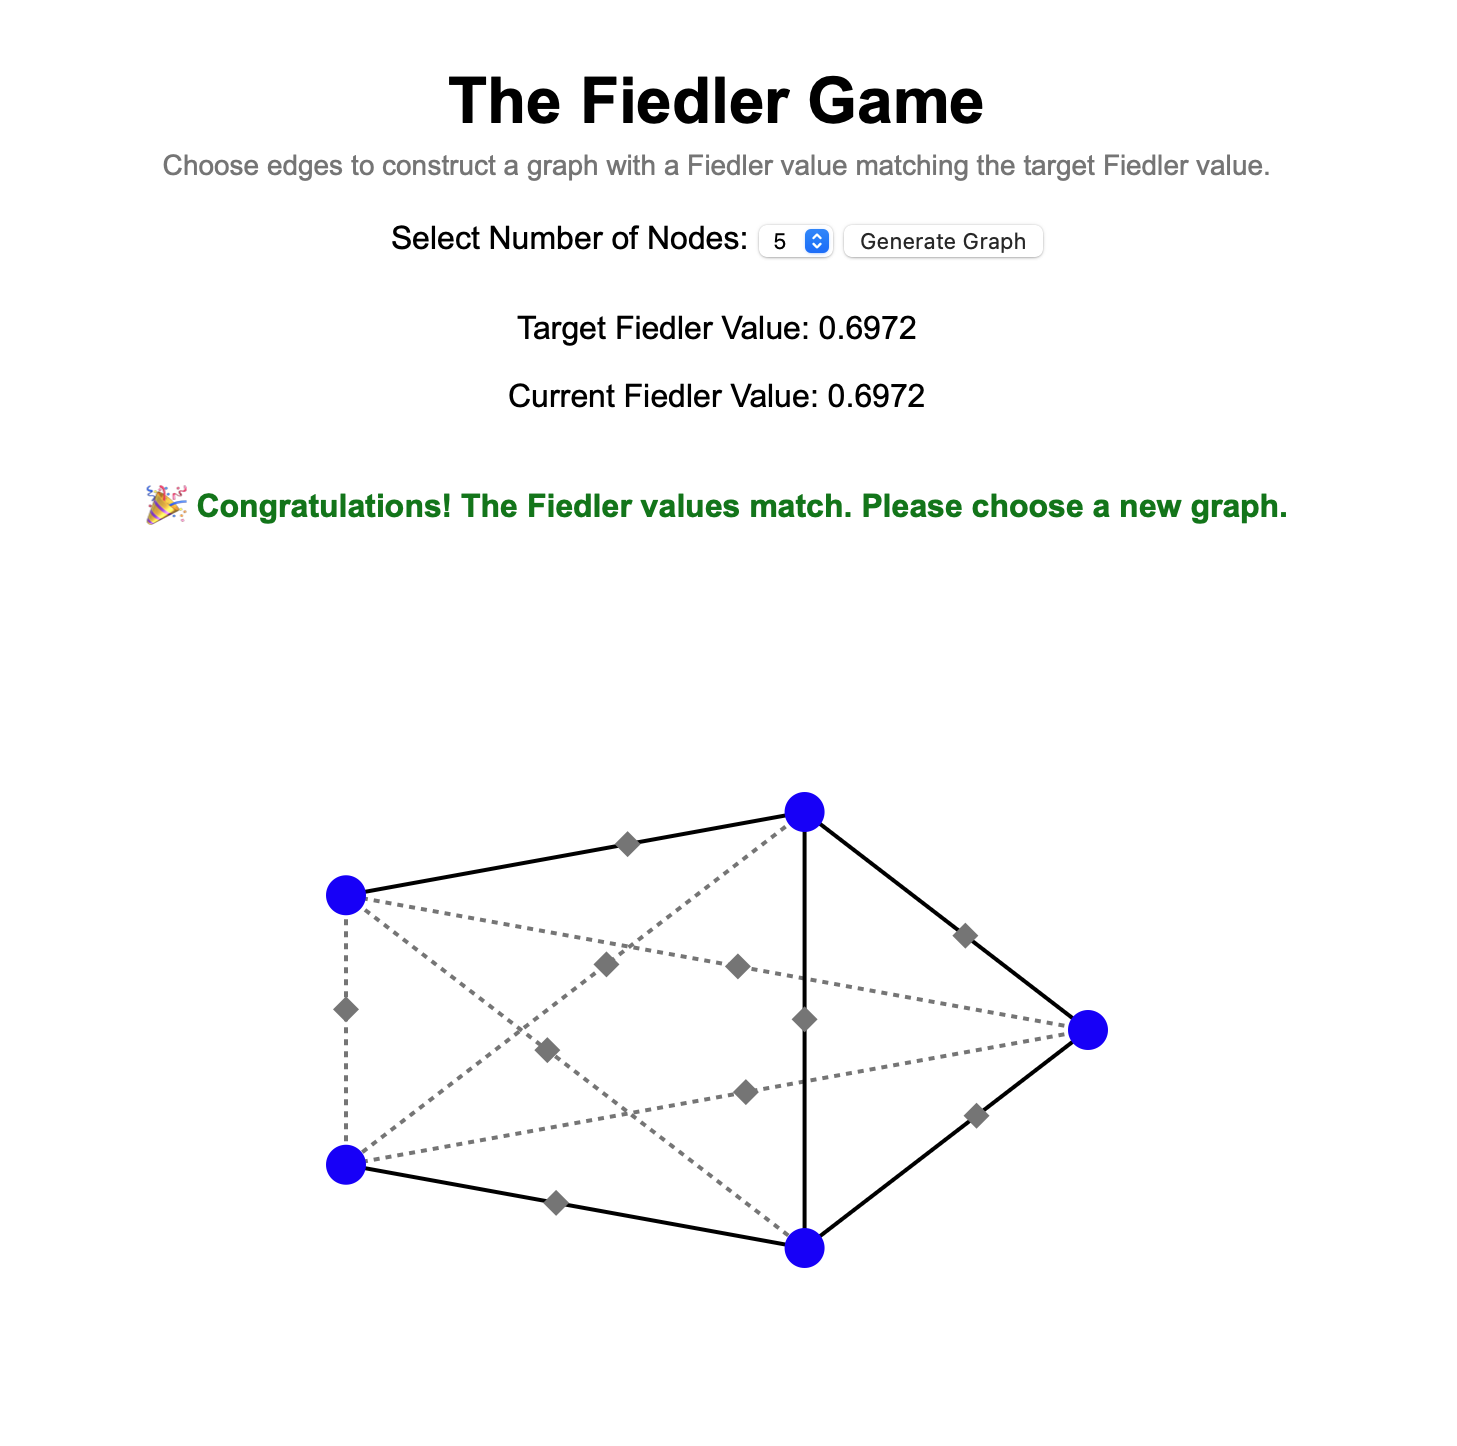 The Fiedler Game
Choose edges to construct a graph with a Fiedler value matching the target Fiedler value.
Select Number of Nodes: 5 Generate Graph
Target Fiedler Value: 0.6972
Current Fiedler Value: 0.6972
🎉 Congratulations! The Fiedler values match. Please choose a new graph.